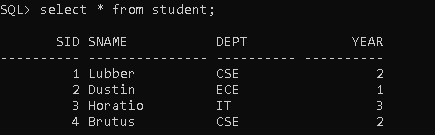 SQL> select * from student;
SID SNAME DEPT YEAR
---------- ---------- ---------- ----------
1 Lubber CSE 2
2 Dustin ECE 1
3 Horatio IT 3
4 Brutus CSE 2